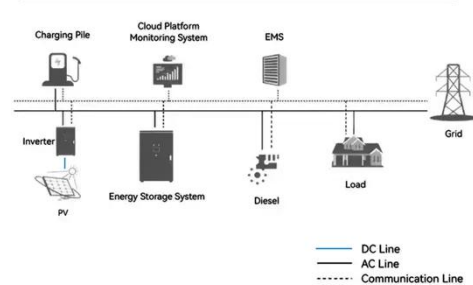 Charging Pile
Cloud Platform
Monitoring System
EMS
Grid
Inverter
PV
Energy Storage System
Diesel
Load
DC Line
AC Line
Communication Line